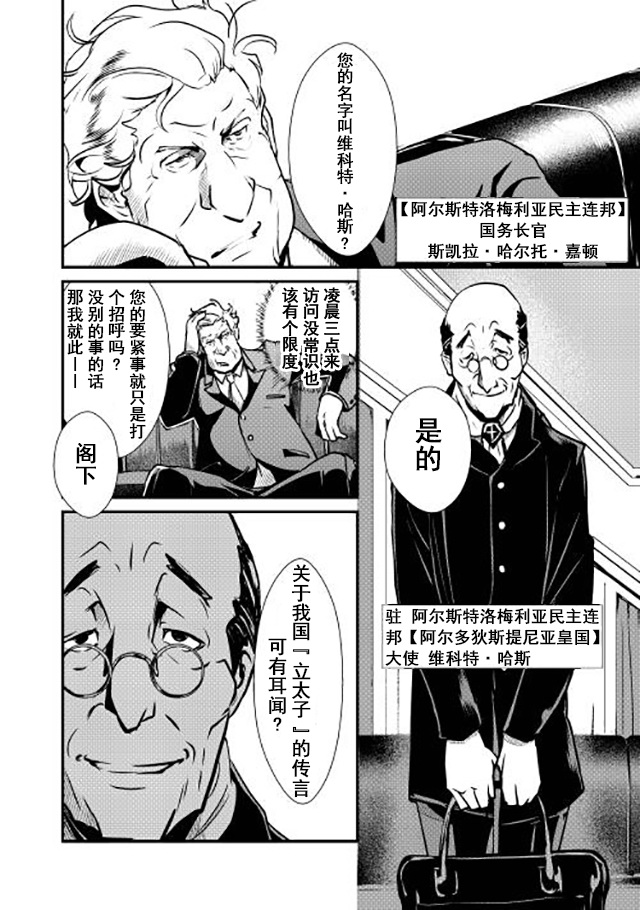 您的名字叫维科特·哈斯？
【阿尔斯特洛梅利亚民主连邦】
国务长官
斯凯拉·哈尔托·嘉顿
是的
驻 阿尔斯特洛梅利亚民主连
邦【阿尔多狄斯提尼亚皇国】
大使 维科特·哈斯
凌晨三点来
访问没常识也
该有个限度
您的要紧事就只是打
个招呼吗？
没别的事的话
那我就此——
阁下
关于我国『立太子』的传言
可有耳闻？